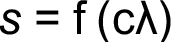 s = f (cλ)